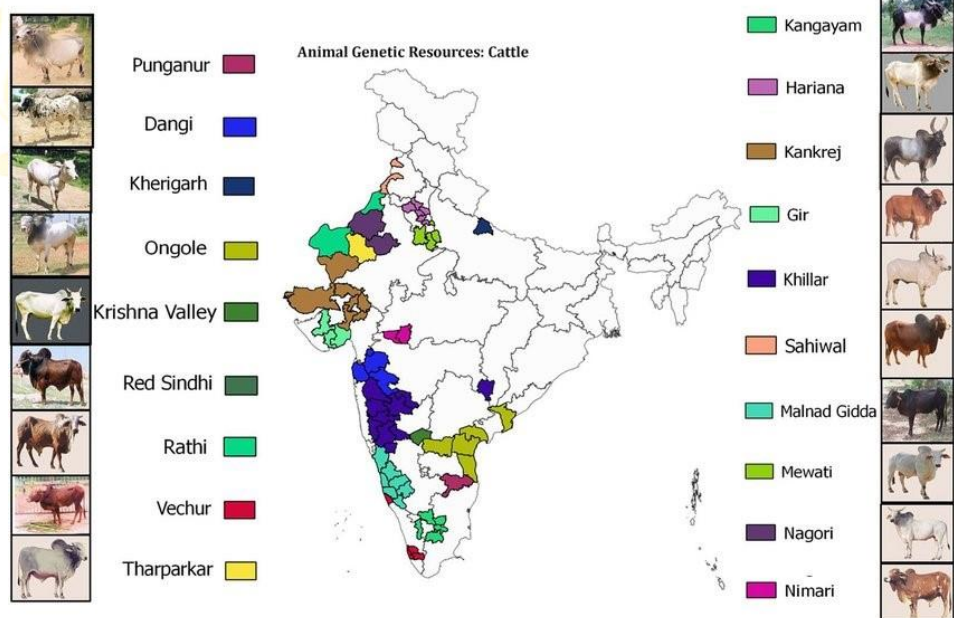 Animal Genetic Resources: Cattle
Punganur
Dangi
Kherigarh
Ongole
Krishna Valley
Red Sindhi
Rathi
Vechur
Tharparkar
Kangayam
Hariana
Kankrej
Gir
Khillar
Sahiwal
Malnad Gidda
Mewati
Nagori
Nimari